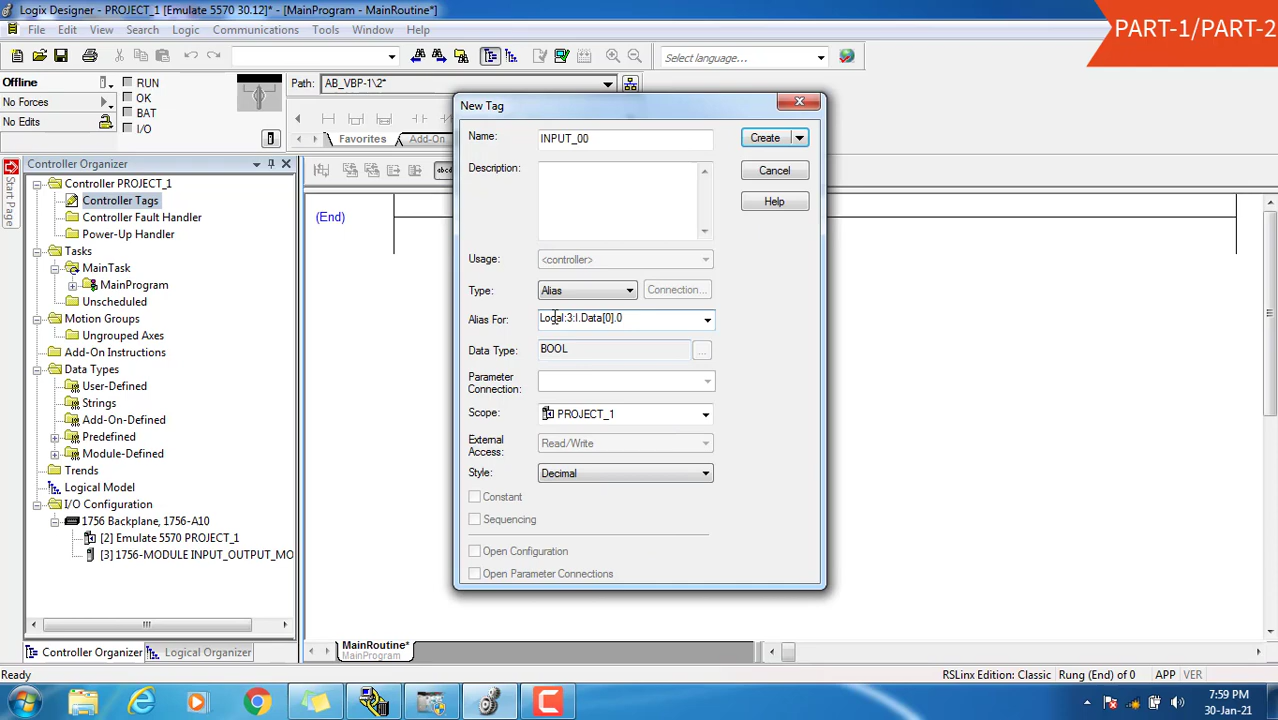 Logix Designer - PROJECT_1 [Emulate 5570 30.12]* - [MainProgram - MainRoutine*]
PART-1/PART-2
File Edit View Search Logic Communications Tools Window Help
Select language...
Offline
RUN
Path: AB_VBP-1\2*
No Forces
OK
No Edits
BAT
I/O
Favorites
Add-On
Start Page
Controller Organizer
Controller PROJECT_1
Controller Tags
Controller Fault Handler
Power-Up Handler
Tasks
MainTask
MainProgram
Unscheduled
Motion Groups
Ungrouped Axes
Add-On Instructions
Data Types
User-Defined
Strings
Add-On-Defined
Predefined
Module-Defined
Trends
Logical Model
I/O Configuration
1756 Backplane, 1756-A10
[2] Emulate 5570 PROJECT_1
[3] 1756-MODULE INPUT_OUTPUT_MO
Controller Organizer
Logical Organizer
abcd
(End)
New Tag
Name: INPUT_00
Create
Description:
Cancel
Help
Usage: <controller>
Type: Alias Connection...
Alias For: Local:3:I.Data[0].0
Data Type: BOOL ...
Parameter Connection:
Scope: PROJECT_1
External Access: Read/Write
Style: Decimal
Constant
Sequencing
Open Configuration
Open Parameter Connections
MainRoutine*
MainProgram
Ready
RSLinx Edition: Classic Rung (End) of 0 APP VER
7:59 PM
30-Jan-21